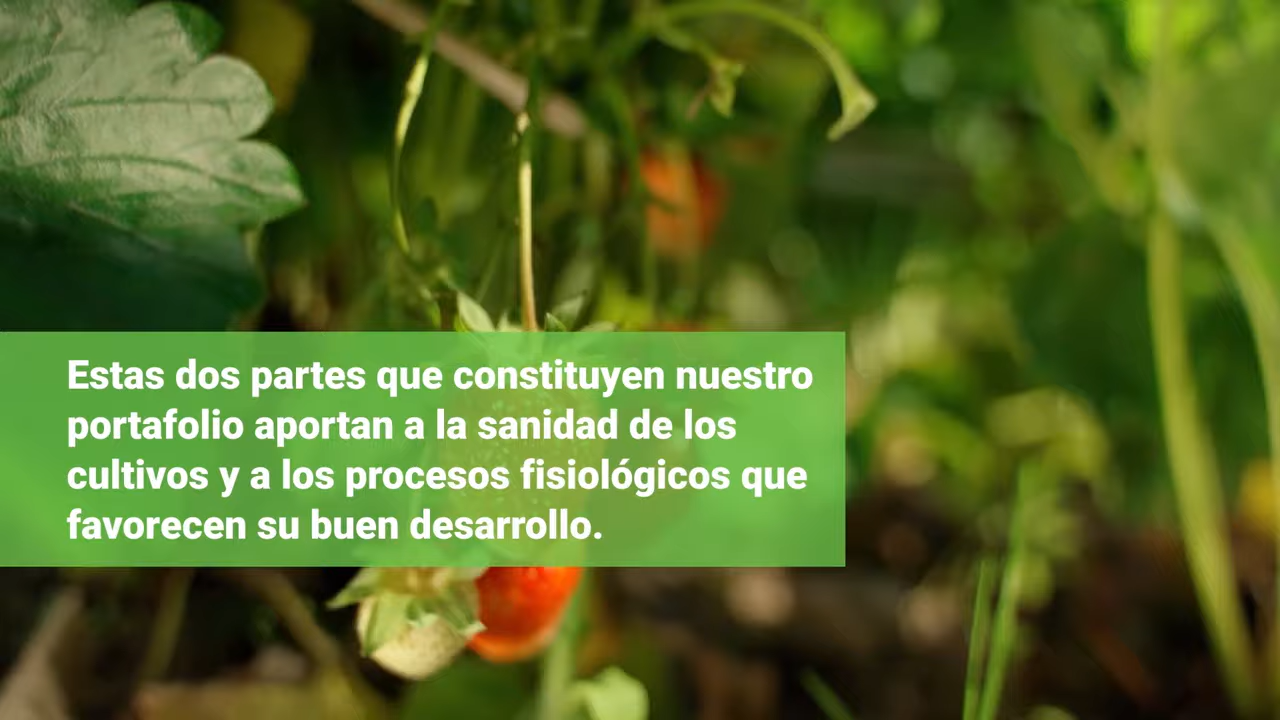 Estas dos partes que constituyen nuestro
portafolio aportan a la sanidad de los
cultivos y a los procesos fisiológicos que
favorecen su buen desarrollo.